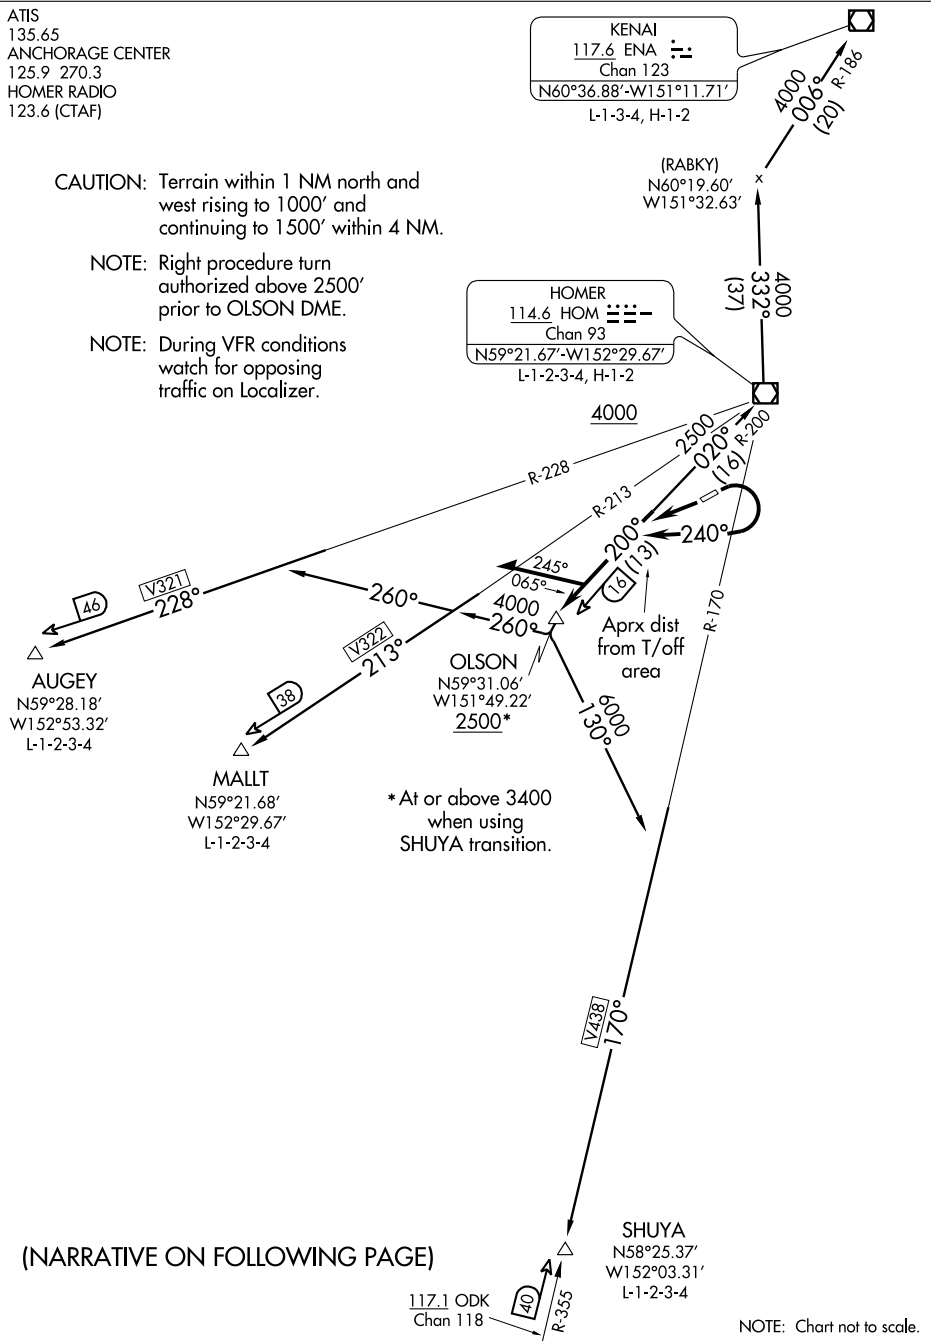 ATIS
135.65
ANCHORAGE CENTER
125.9 270.3
HOMER RADIO
123.6 (CTAF)
KENAI
117.6 ENA
Chan 123
N60°36.88'-W151°11.71'
L-1-3-4, H-1-2
R-186
4000
006°
(20)
(RABKY)
N60°19.60'
W151°32.63'
x
CAUTION: Terrain within 1 NM north and
west rising to 1000' and
continuing to 1500' within 4 NM.
NOTE: Right procedure turn
authorized above 2500'
prior to OLSON DME.
NOTE: During VFR conditions
watch for opposing
traffic on Localizer.
4000
332°
(37)
HOMER
114.6 HOM
Chan 93
N59°21.67'-W152°29.67'
L-1-2-3-4, H-1-2
4000
2500
020°
(16)
R-200
R-228
R-213
200°
(13)
240°
245°
065°
16
R-170
V321
228°
46
260°
4000
260°
V322
213°
38
Aprx dist
from T/off
area
AUGEY
N59°28.18'
W152°53.32'
L-1-2-3-4
OLSON
N59°31.06'
W151°49.22'
2500*
6000
130°
MALLT
N59°21.68'
W152°29.67'
L-1-2-3-4
*At or above 3400
when using
SHUYA transition.
V438
170°
(NARRATIVE ON FOLLOWING PAGE)
SHUYA
N58°25.37'
W152°03.31'
L-1-2-3-4
117.1 ODK
Chan 118
40
R-355
NOTE: Chart not to scale.